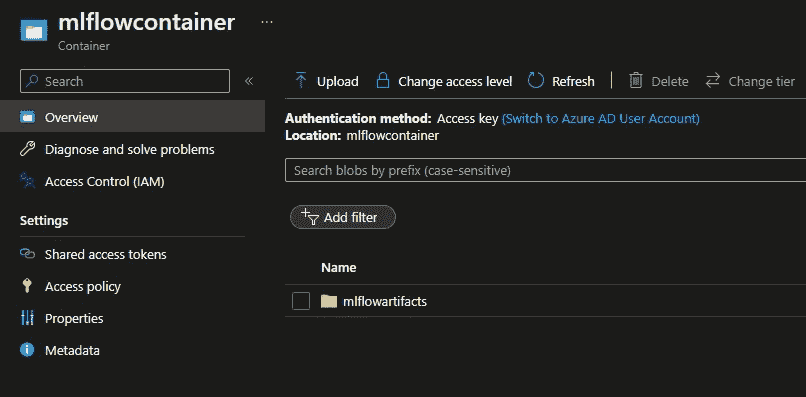 mlflowcontainer ...
Container
Search «
Upload Change access level Refresh Delete Change tier
Overview
Diagnose and solve problems
Access Control (IAM)
Settings
Shared access tokens
Access policy
Properties
Metadata
Authentication method: Access key (Switch to Azure AD User Account)
Location: mlflowcontainer
Search blobs by prefix (case-sensitive)
Add filter
Name
mlflowartifacts